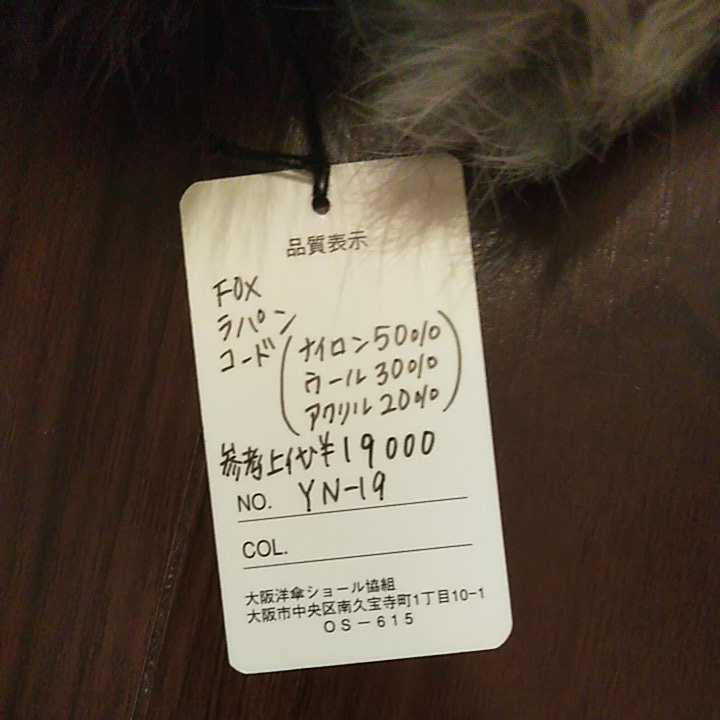 品質表示
FOX
ラパン
コード(ナイロン50%
ウール30%
アクリル20%)
参考上代¥19000
NO. YN-19
COL.
大阪洋傘ショール協組
大阪市中央区南久宝寺町1丁目10-1
OS-615